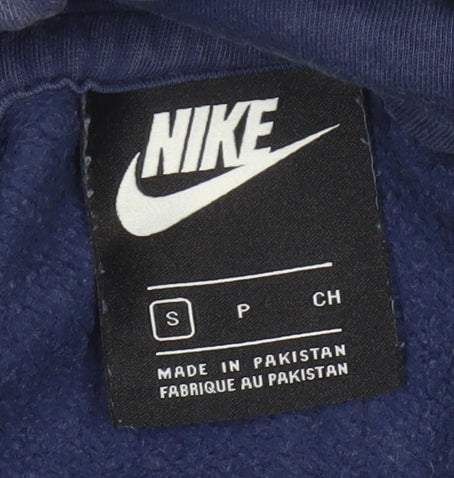 NIKE
S P CH
MADE IN PAKISTAN
FABRIQUE AU PAKISTAN